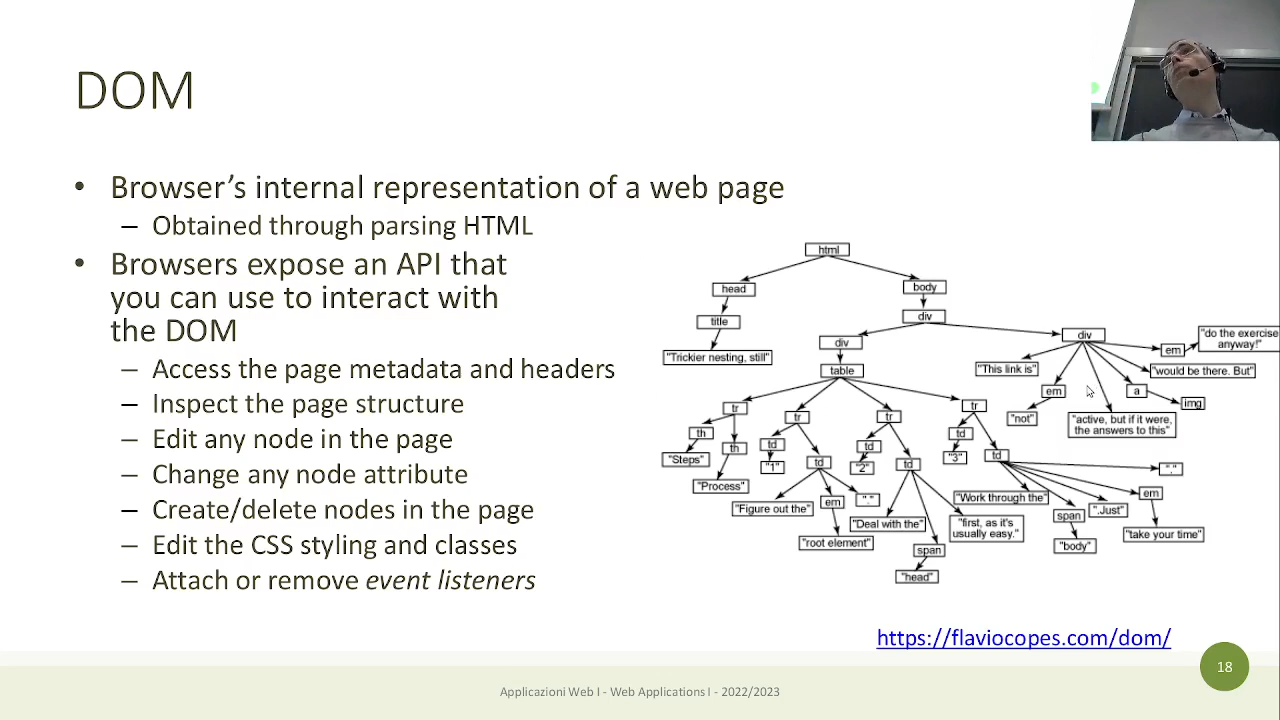 DOM
• Browser’s internal representation of a web page
– Obtained through parsing HTML
• Browsers expose an API that
you can use to interact with
the DOM
– Access the page metadata and headers
– Inspect the page structure
– Edit any node in the page
– Change any node attribute
– Create/delete nodes in the page
– Edit the CSS styling and classes
– Attach or remove event listeners
html
head
body
title
div
"Trickier nesting, still"
div
div
table
"This link is"
em
"do the exercise
anyway!"
"would be there. But"
em
a
img
"not"
"active, but if it were,
the answers to this"
tr
tr
tr
tr
th
th
"Steps"
"Process"
td
"1"
td
"Figure out the"
em
"."
"root element"
td
"2"
td
"Deal with the"
"first, as it's
usually easy."
span
"head"
td
"3"
td
"."
"Work through the"
span
".Just"
em
"body"
"take your time"
https://flaviocopes.com/dom/
18
Applicazioni Web I - Web Applications I - 2022/2023